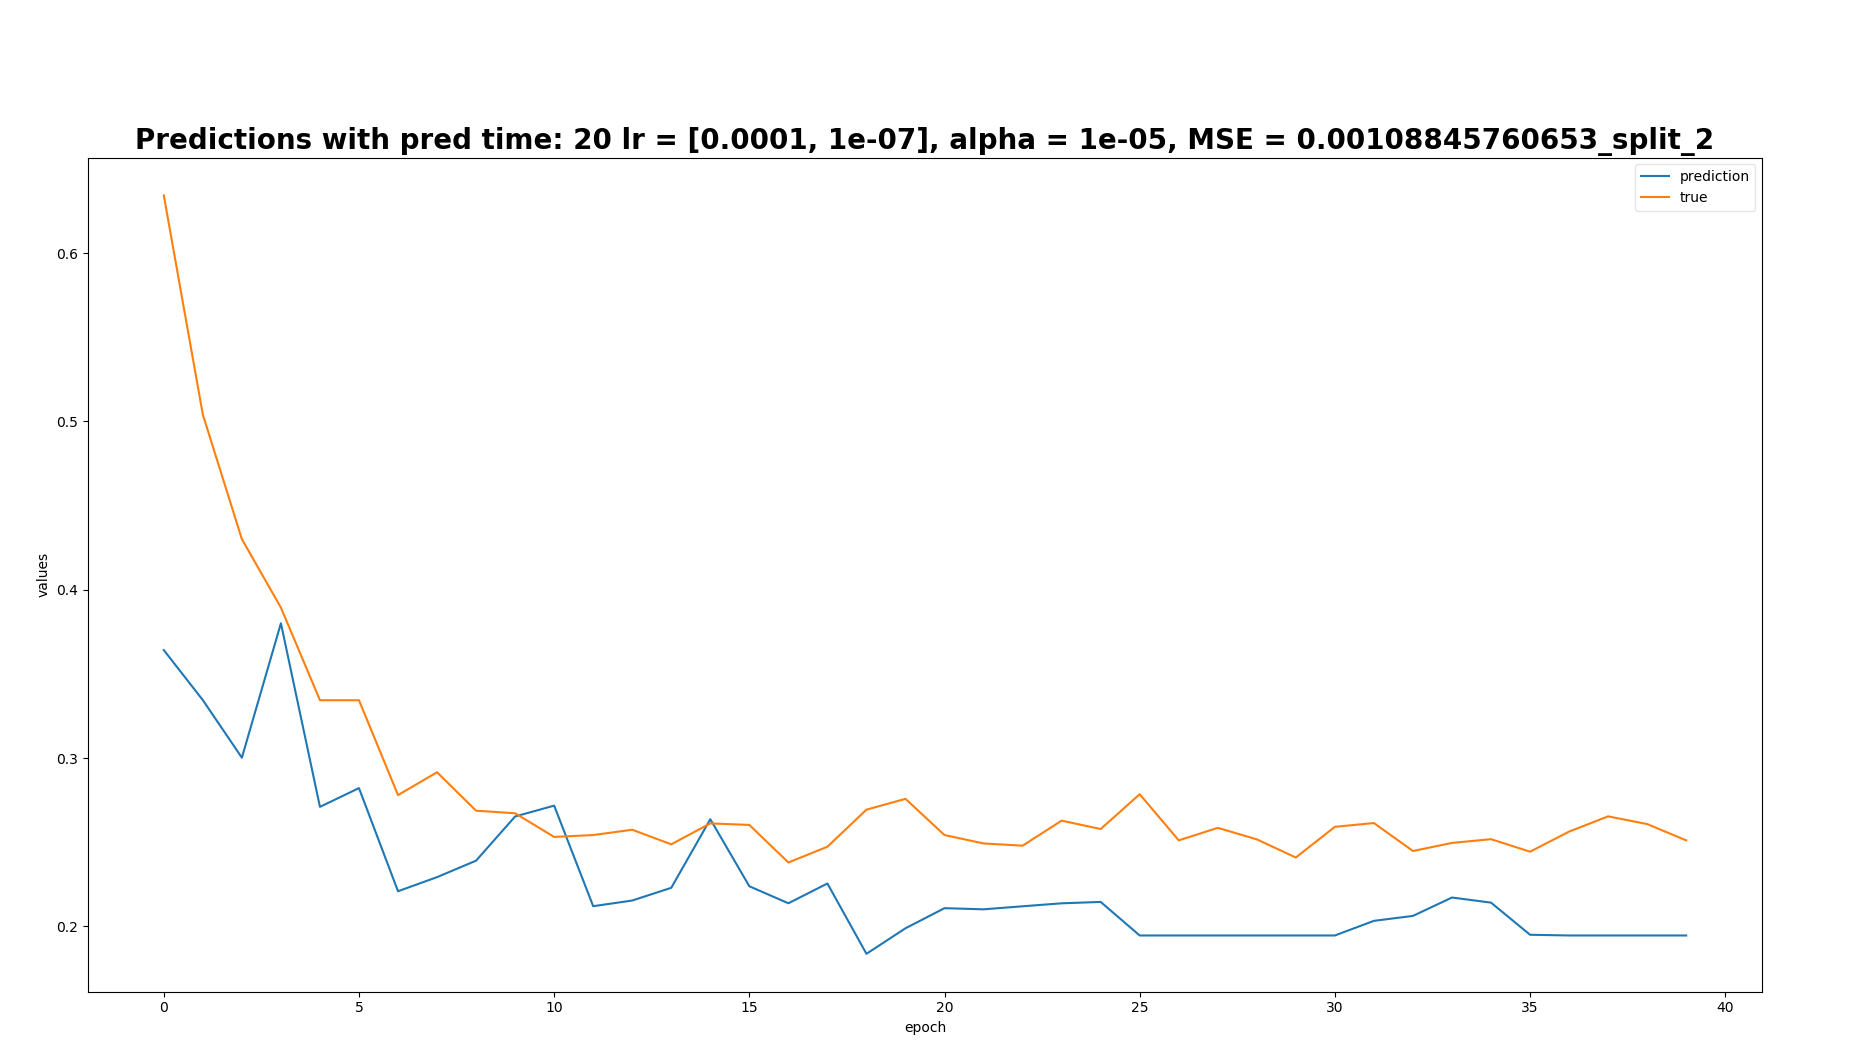 Predictions with pred time: 20 lr = [0.0001, 1e-07], alpha = 1e-05, MSE = 0.00108845760653_split_2
prediction
true
0.6
0.5
0.4
0.3
0.2
values
0 5 10 15 20 25 30 35 40
epoch